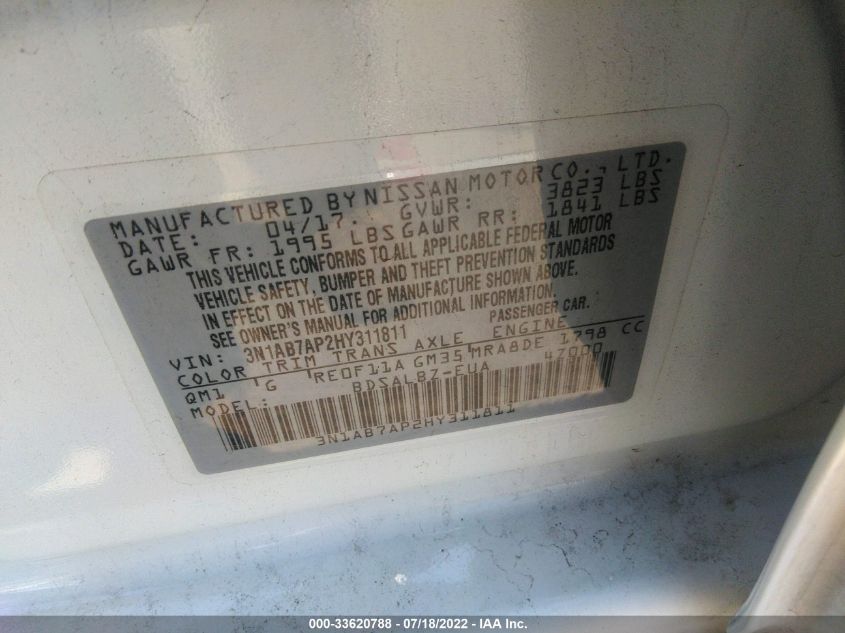 MANUFACTURED BY NISSAN MOTOR CO., LTD.
DATE: 04/17. GVWR: 3823 LBS
GAWR FR: 1995 LBS GAWR RR: 1841 LBS
THIS VEHICLE CONFORMS TO ALL APPLICABLE FEDERAL MOTOR
VEHICLE SAFETY, BUMPER AND THEFT PREVENTION STANDARDS
IN EFFECT ON THE DATE OF MANUFACTURE SHOWN ABOVE.
SEE OWNER'S MANUAL FOR ADDITIONAL INFORMATION.
VIN: 3N1AB7AP2HY311811 PASSENGER CAR.
COLOR TRIM TRANS AXLE ENGINE
QM1 G RE0F11A GM35 MRA8DE 1798 CC
MODEL: BDSALB7-EUA 47000
3N1AB7AP2HY311811
000-33620788 - 07/18/2022 - IAA Inc.